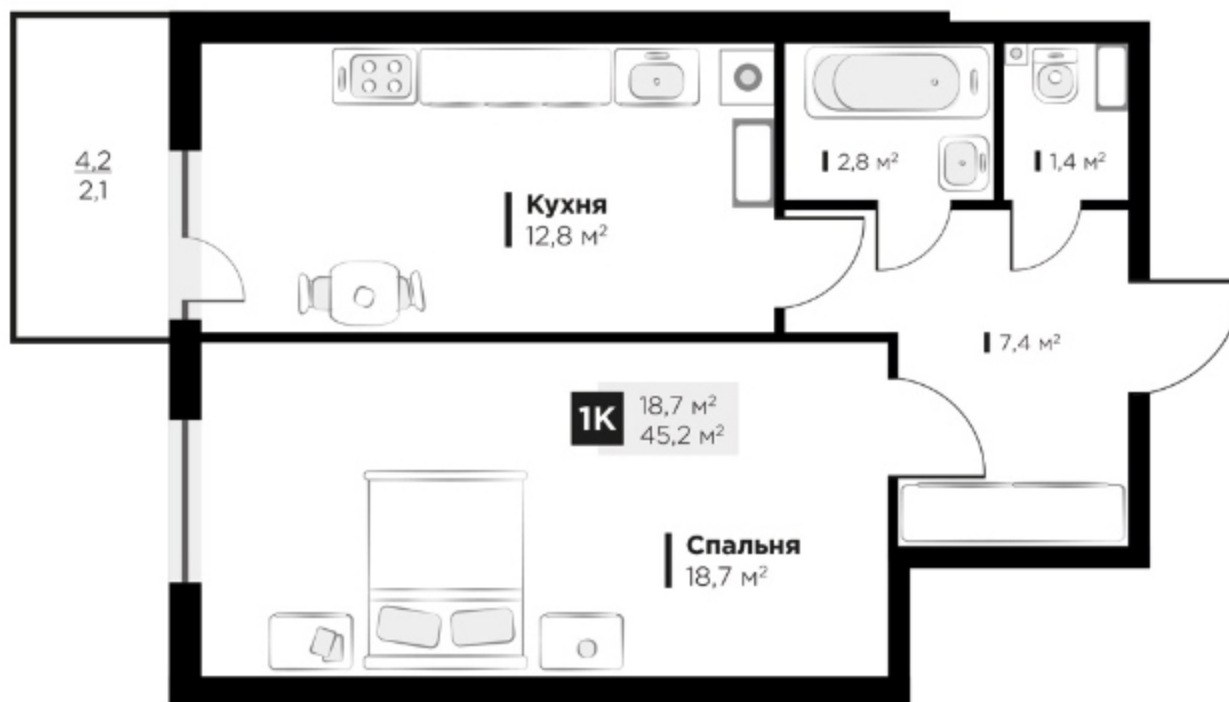 4,2
2,1
Кухня
12,8 м²
2,8 м²
1,4 м²
7,4 м²
1К
18,7 м²
45,2 м²
Спальня
18,7 м²